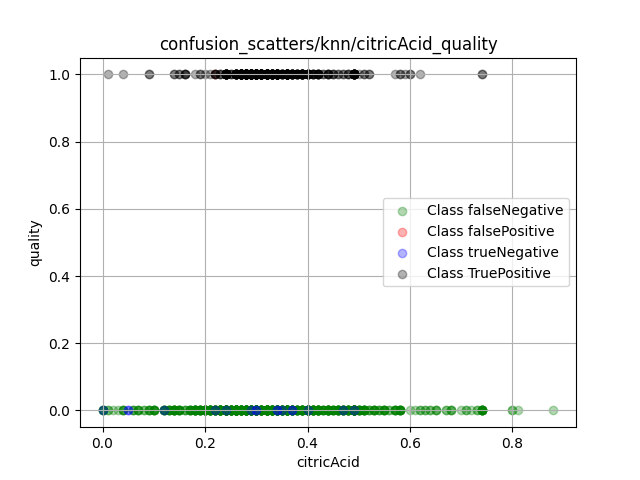 confusion_scatters/knn/citricAcid_quality
1.0
0.8
0.6
0.4
0.2
0.0
quality
Class falseNegative
Class falsePositive
Class trueNegative
Class TruePositive
0.0 0.2 0.4 0.6 0.8
citricAcid